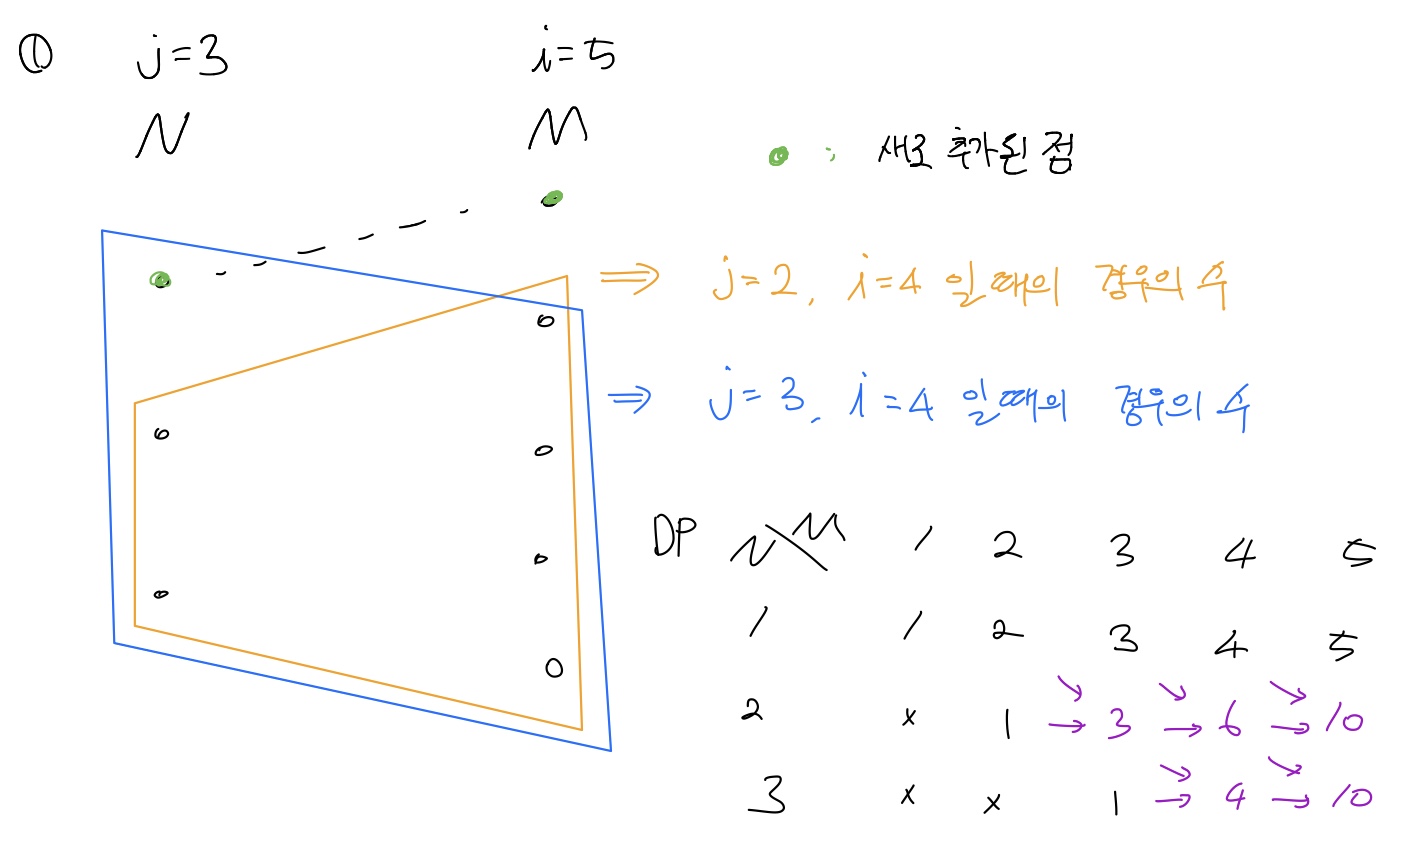 ① j=3 i=5
N M
: 새로 추가된 점
⇒ j=2, i=4 일때의 경우의 수
⇒ j=3, i=4 일때의 경우의 수
DP N\M 1 2 3 4 5
1 1 2 3 4 5
2 x 1 → 3 → 6 → 10
3 x x 1 → 4 → 10